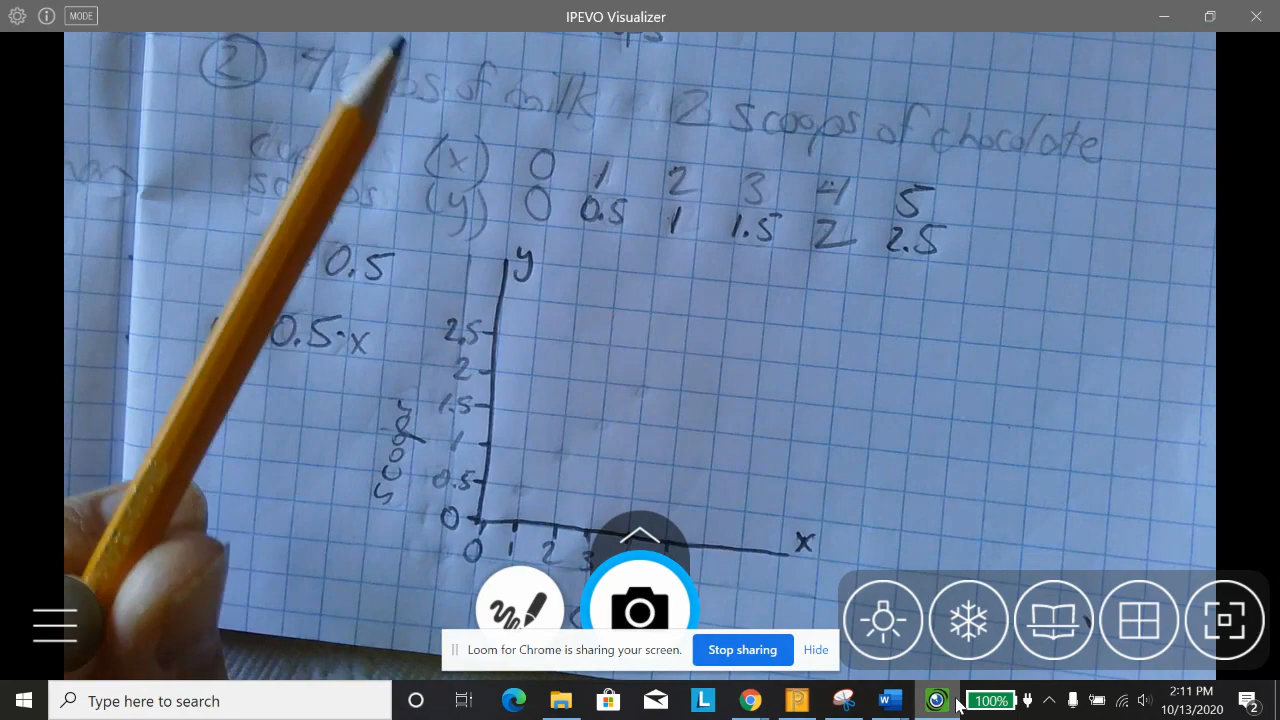 MODE
IPEVO Visualizer
2 4 of milk 2 scoops of chocolate
(x) 0 1 2 3 4 5
(y) 0 0.5 1 1.5 2 2.5
0.5
y
0.5·x
2.5
2
1.5
1
0.5
0
scoops
0 1 2 3
x
Loom for Chrome is sharing your screen.
Stop sharing
Hide
Type here to search
100%
2:11 PM
10/13/2020
2